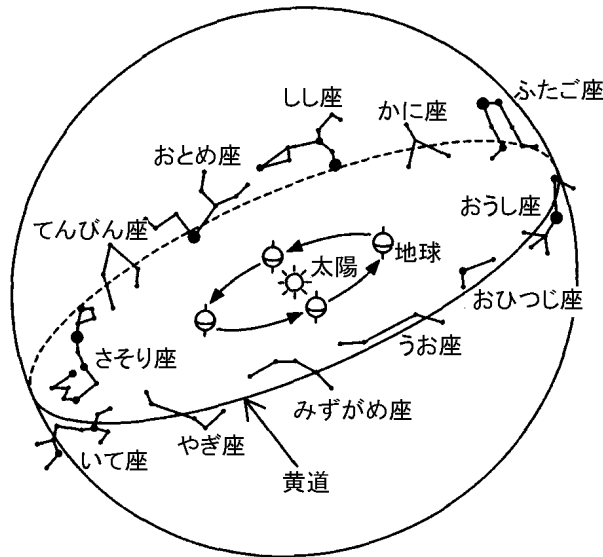 ふたご座
しし座
かに座
おとめ座
おうし座
てんびん座
太陽
地球
おひつじ座
さそり座
うお座
みずがめ座
やぎ座
いて座
黄道